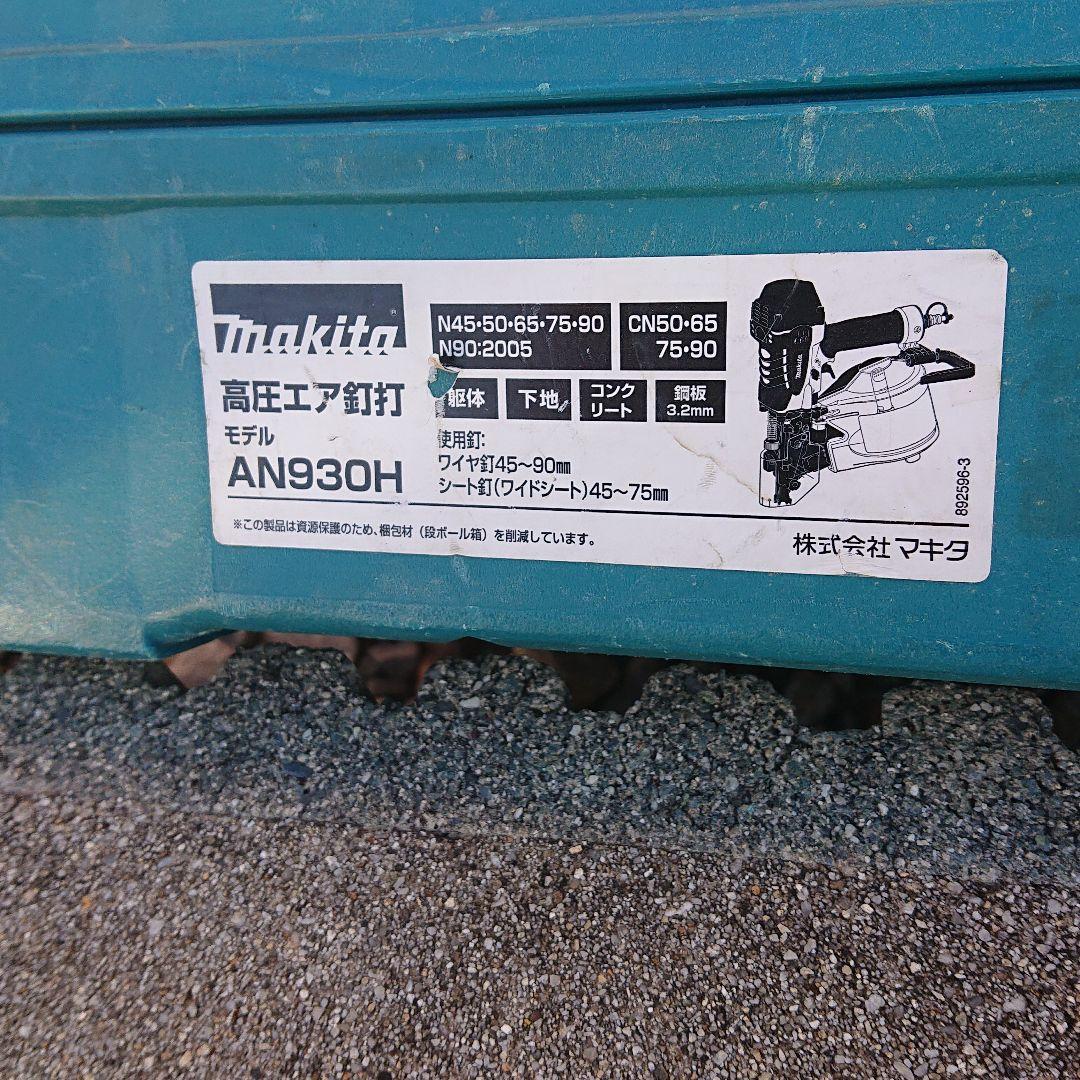 makita®
高圧エア釘打
モデル
AN930H
N45・50・65・75・90
N90:2005
CN50・65
75・90
躯体
下地
コンク
リート
鋼板
3.2mm
使用釘:
ワイヤ釘45〜90mm
シート釘(ワイドシート)45〜75mm
makita
892596-3
※この製品は資源保護のため、梱包材(段ボール箱)を削減しています。
株式会社マキタ